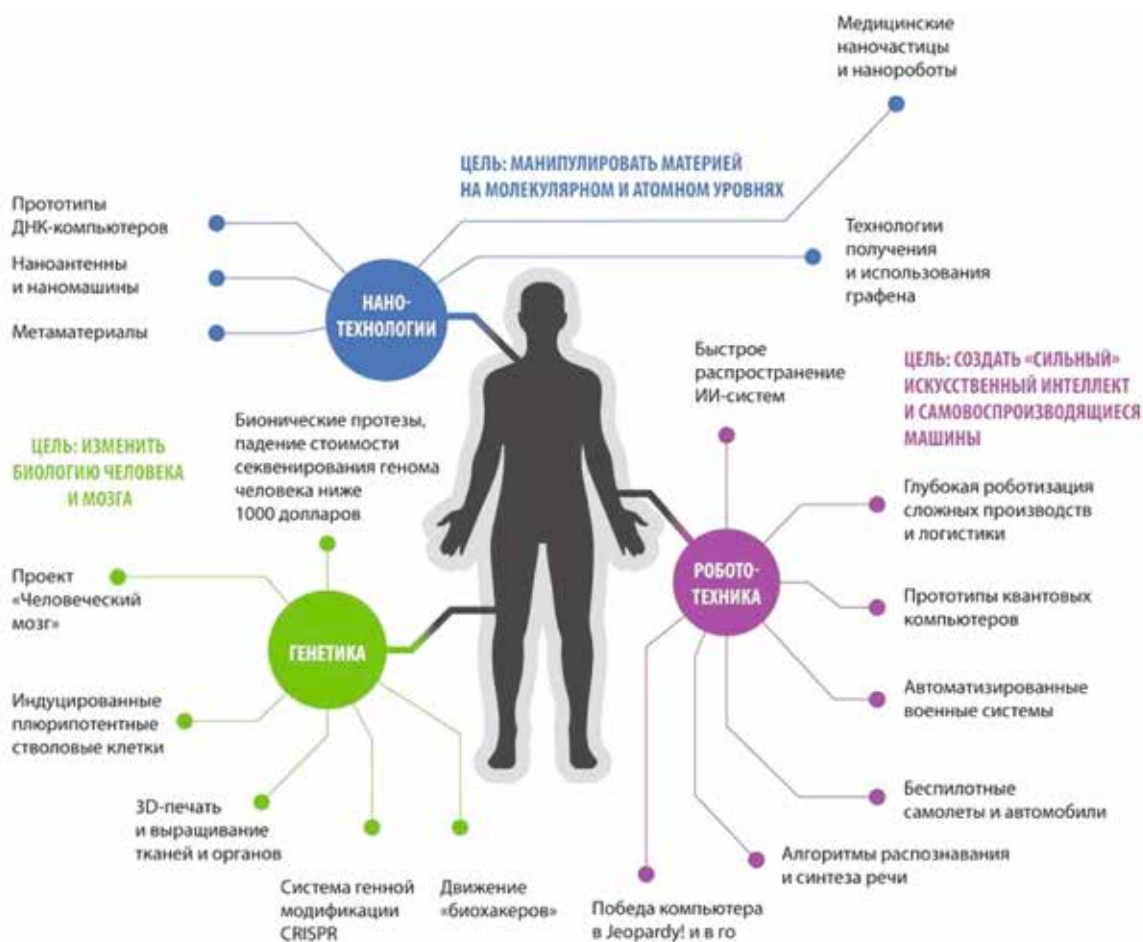 Медицинские
наночастицы
и нанороботы
ЦЕЛЬ: МАНИПУЛИРОВАТЬ МАТЕРИЕЙ
НА МОЛЕКУЛЯРНОМ И АТОМНОМ УРОВНЯХ
Прототипы
ДНК-компьютеров
Наноантенны
и наномашины
Метаматериалы
НАНО-
ТЕХНОЛОГИИ
Технологии
получения
и использования
графена
Быстрое
распространение
ИИ-систем
ЦЕЛЬ: СОЗДАТЬ «СИЛЬНЫЙ»
ИСКУССТВЕННЫЙ ИНТЕЛЛЕКТ
И САМОВОСПРОИЗВОДЯЩИЕСЯ
МАШИНЫ
ЦЕЛЬ: ИЗМЕНИТЬ
БИОЛОГИЮ ЧЕЛОВЕКА
И МОЗГА
Бионические протезы,
падение стоимости
секвенирования генома
человека ниже
1000 долларов
Глубокая роботизация
сложных производств
и логистики
Проект
«Человеческий
мозг»
ГЕНЕТИКА
РОБОТО-
ТЕХНИКА
Прототипы квантовых
компьютеров
Индуцированные
плюрипотентные
стволовые клетки
Автоматизированные
военные системы
3D-печать
и выращивание
тканей и органов
Беспилотные
самолеты и автомобили
Система генной
модификации
CRISPR
Движение
«биохакеров»
Алгоритмы распознавания
и синтеза речи
Победа компьютера
в Jeopardy! и в го